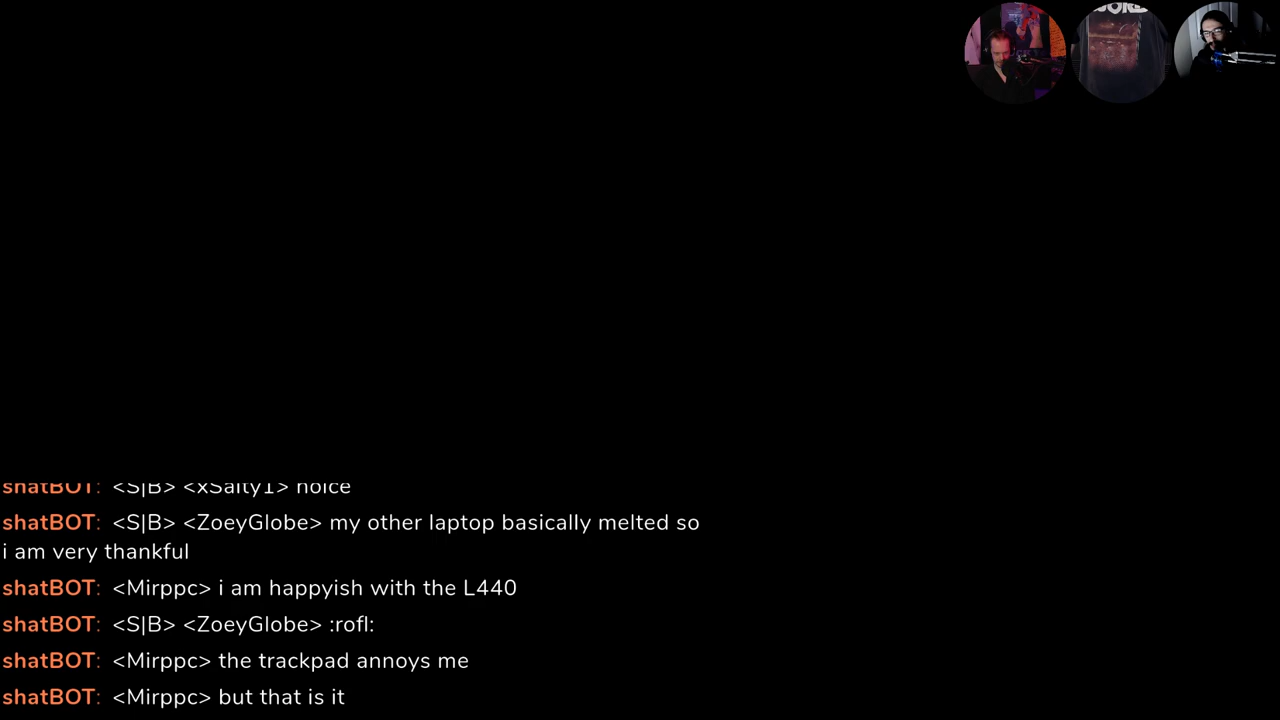 shatBOT: <S|B> <xSalty1> noice
shatBOT: <S|B> <ZoeyGlobe> my other laptop basically melted so
i am very thankful
shatBOT: <Mirppc> i am happyish with the L440
shatBOT: <S|B> <ZoeyGlobe> :rofl:
shatBOT: <Mirppc> the trackpad annoys me
shatBOT: <Mirppc> but that is it